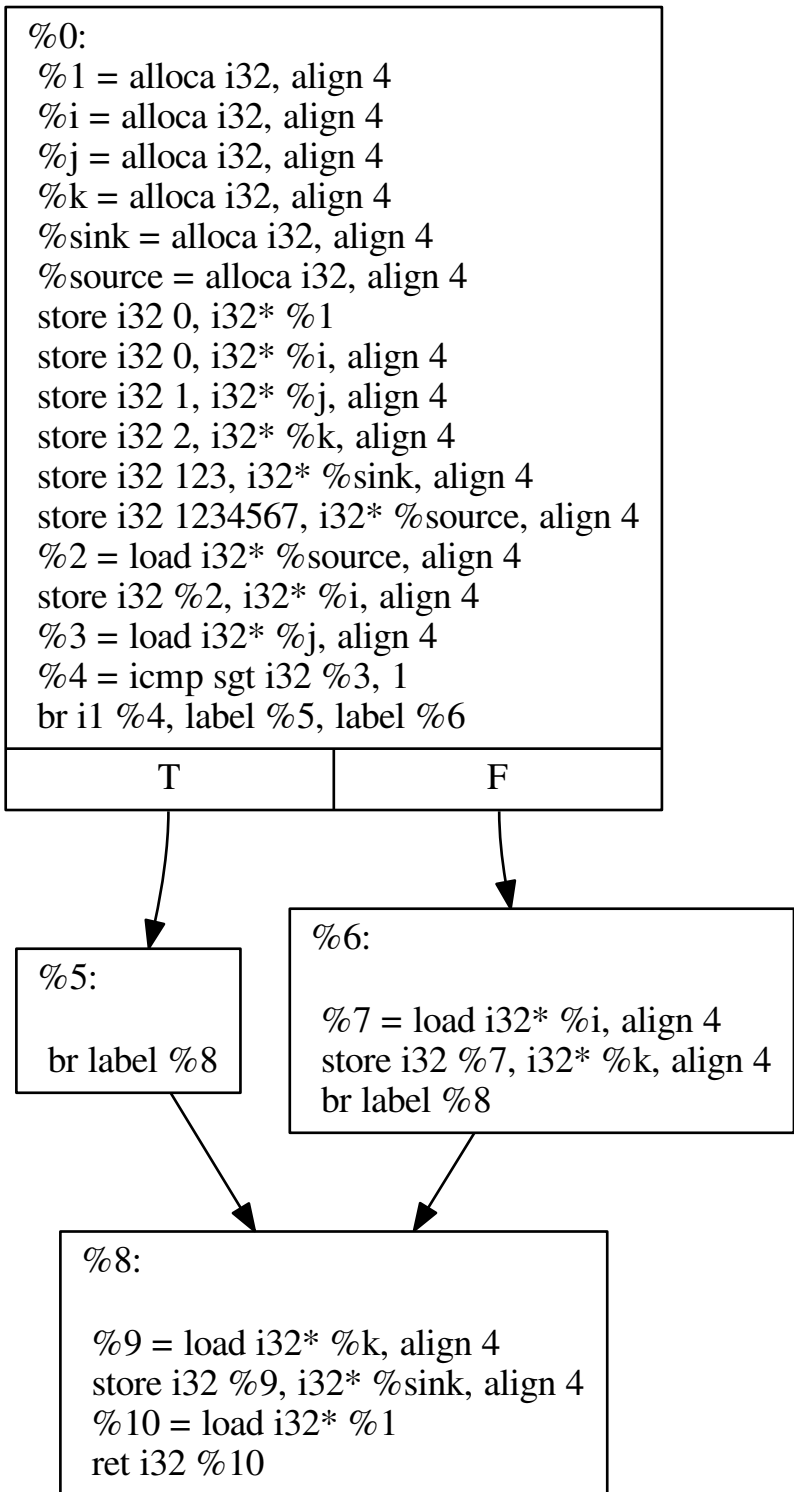 %0:
%1 = alloca i32, align 4
%i = alloca i32, align 4
%j = alloca i32, align 4
%k = alloca i32, align 4
%sink = alloca i32, align 4
%source = alloca i32, align 4
store i32 0, i32* %1
store i32 0, i32* %i, align 4
store i32 1, i32* %j, align 4
store i32 2, i32* %k, align 4
store i32 123, i32* %sink, align 4
store i32 1234567, i32* %source, align 4
%2 = load i32* %source, align 4
store i32 %2, i32* %i, align 4
%3 = load i32* %j, align 4
%4 = icmp sgt i32 %3, 1
br i1 %4, label %5, label %6
T
F
%5:
br label %8
%6:
%7 = load i32* %i, align 4
store i32 %7, i32* %k, align 4
br label %8
%8:
%9 = load i32* %k, align 4
store i32 %9, i32* %sink, align 4
%10 = load i32* %1
ret i32 %10